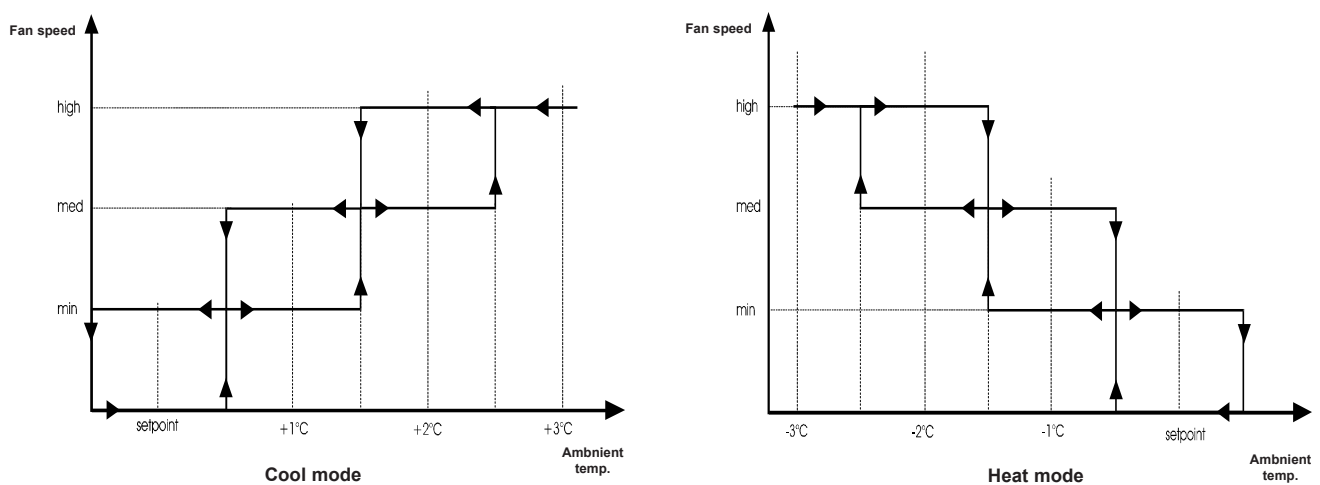 Fan speed
high
med
min
setpoint
+1°C
+2°C
+3°C
Ambnient
temp.
Cool mode
Fan speed
high
med
min
-3°C
-2°C
-1°C
setpoint
Ambnient
temp.
Heat mode